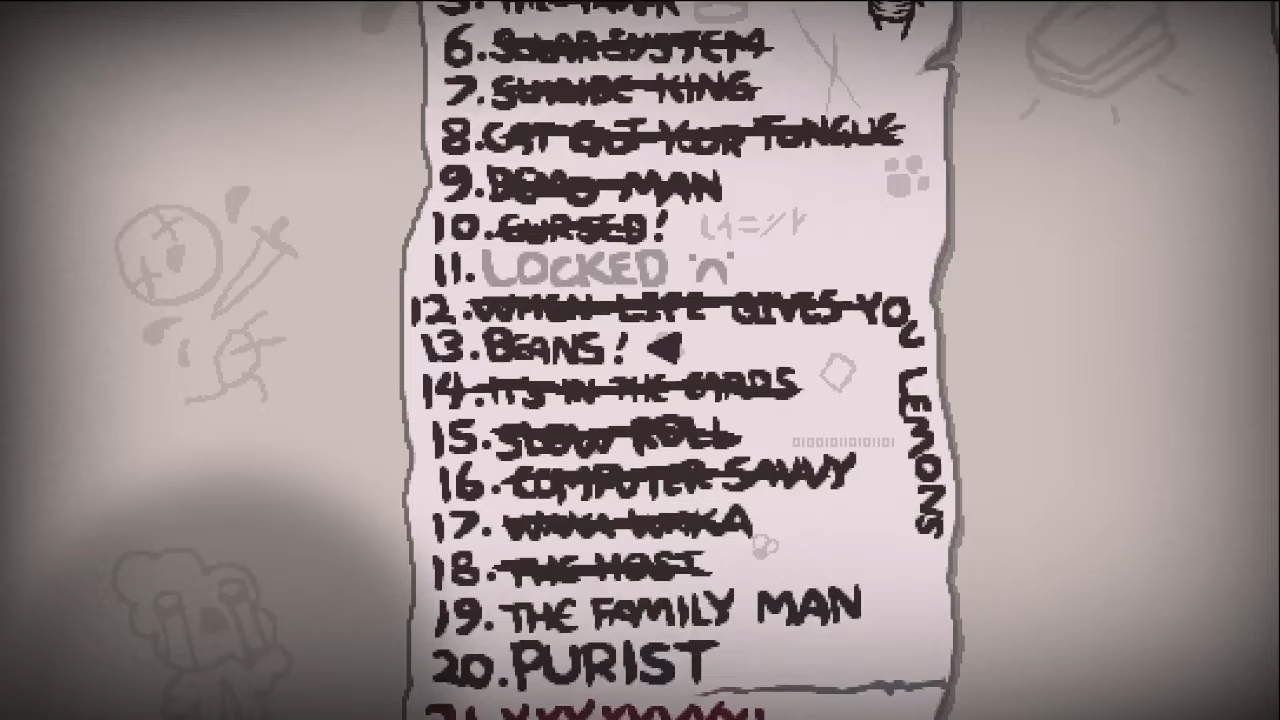 6. SOLAR SYSTEM
7. SUICIDE KING
8. CAT GOT YOUR TONGUE
9. DEMO MAN
10. CURSED!
11. LOCKED
12. WHEN LIFE GIVES YOU LEMONS
13. BEANS!
14. IT'S IN THE CARDS
15. SLOW ROLL
16. COMPUTER SAVVY
17. WAKA WAKA
18. THE HOST
19. THE FAMILY MAN
20. PURIST